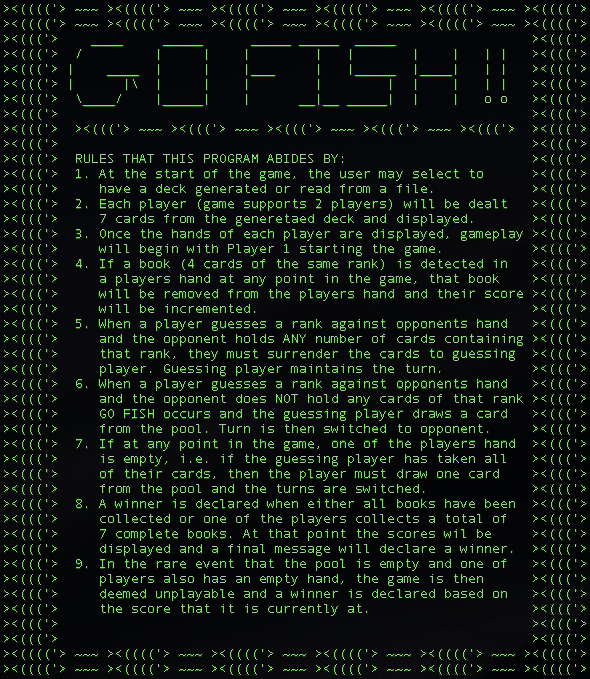 GO FISH!!
RULES THAT THIS PROGRAM ABIDES BY:
1. At the start of the game, the user may select to
have a deck generated or read from a file.
2. Each player (game supports 2 players) will be dealt
7 cards from the generetaed deck and displayed.
3. Once the hands of each player are displayed, gameplay
will begin with Player 1 starting the game.
4. If a book (4 cards of the same rank) is detected in
a players hand at any point in the game, that book
will be removed from the players hand and their score
will be incremented.
5. When a player guesses a rank against opponents hand
and the opponent holds ANY number of cards containing
that rank, they must surrender the cards to guessing
player. Guessing player maintains the turn.
6. When a player guesses a rank against opponents hand
and the opponent does NOT hold any cards of that rank
GO FISH occurs and the guessing player draws a card
from the pool. Turn is then switched to opponent.
7. If at any point in the game, one of the players hand
is empty, i.e. if the guessing player has taken all
of their cards, then the player must draw one card
from the pool and the turns are switched.
8. A winner is declared when either all books have been
collected or one of the players collects a total of
7 complete books. At that point the scores wil be
displayed and a final message will declare a winner.
9. In the rare event that the pool is empty and one of
players also has an empty hand, the game is then
deemed unplayable and a winner is declared based on
the score that it is currently at.